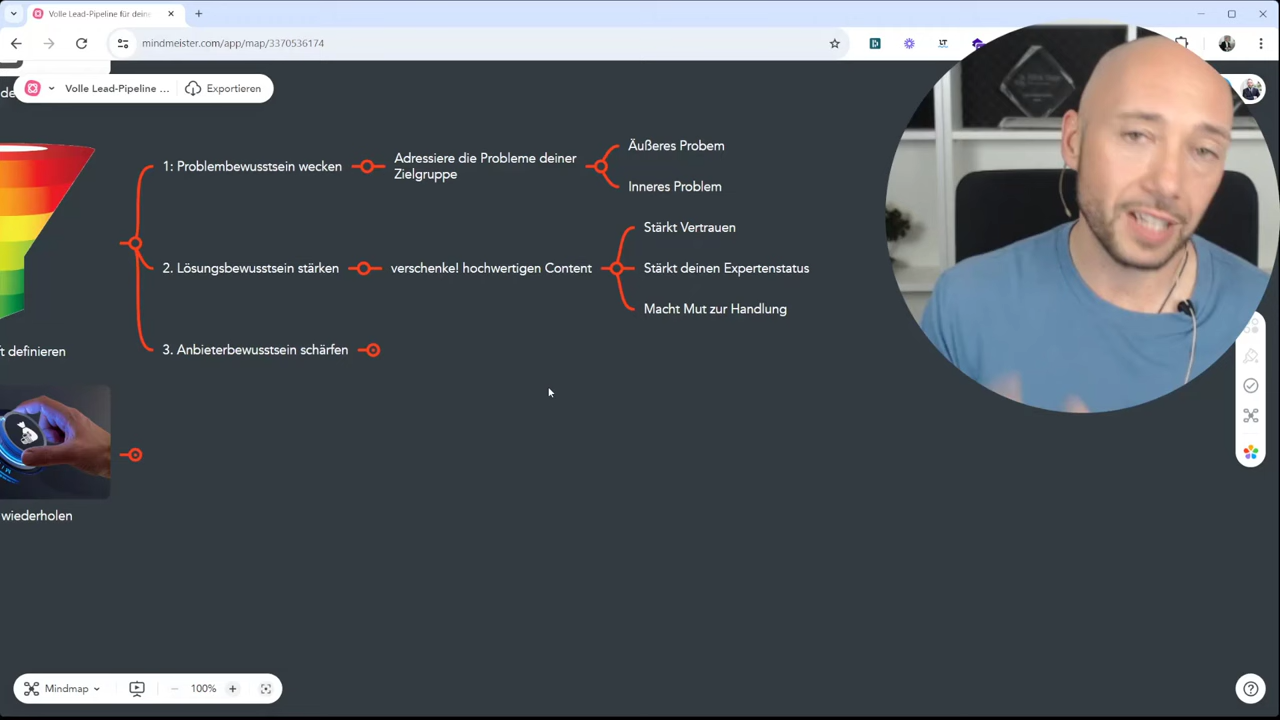 Volle Lead-Pipeline für deine
mindmeister.com/app/map/3370536174
LT
de
Volle Lead-Pipeline ...
Exportieren
1: Problembewusstsein wecken
Adressiere die Probleme deiner
Zielgruppe
Äußeres Probem
Inneres Problem
2. Lösungsbewusstsein stärken
verschenke! hochwertigen Content
Stärkt Vertrauen
Stärkt deinen Expertenstatus
Macht Mut zur Handlung
3. Anbieterbewusstsein schärfen
ft definieren
wiederholen
Mindmap
100%